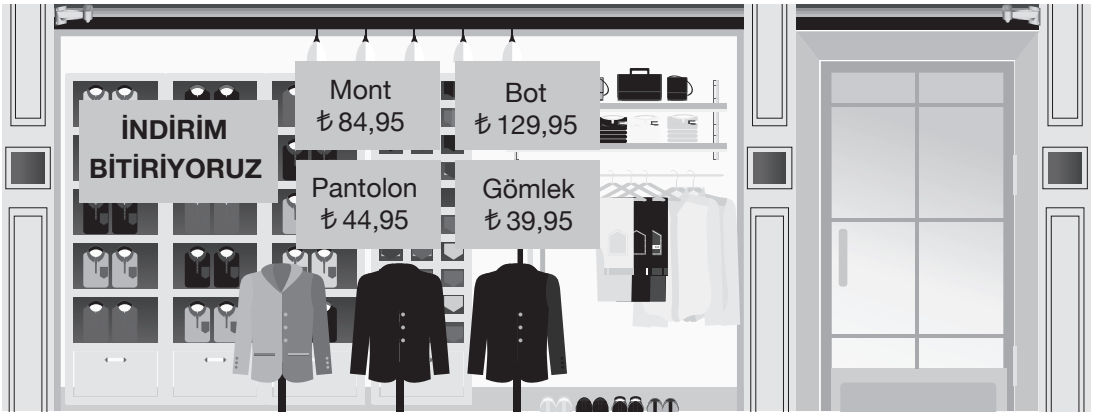 İNDİRİM
BİTİRİYORUZ
Mont
₺ 84,95
Bot
₺ 129,95
Pantolon
₺ 44,95
Gömlek
₺ 39,95